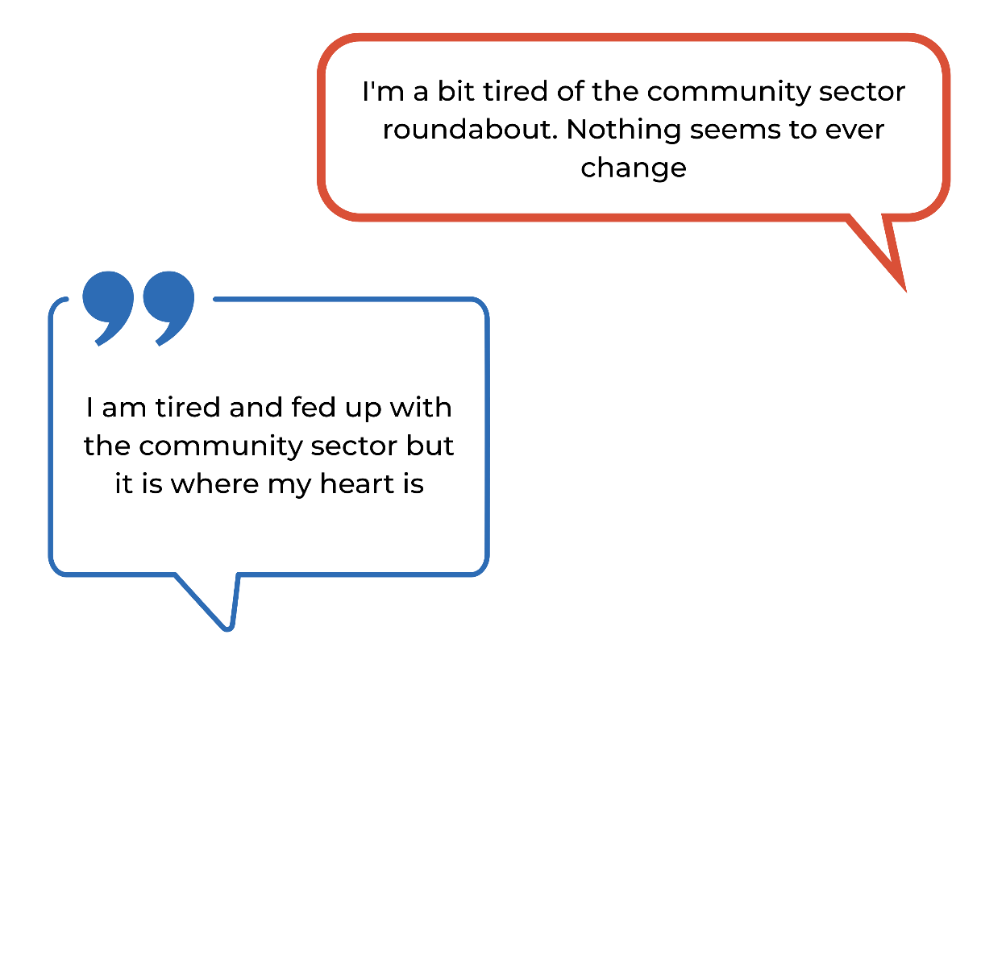 I'm a bit tired of the community sector
roundabout. Nothing seems to ever
change
I am tired and fed up with
the community sector but
it is where my heart is